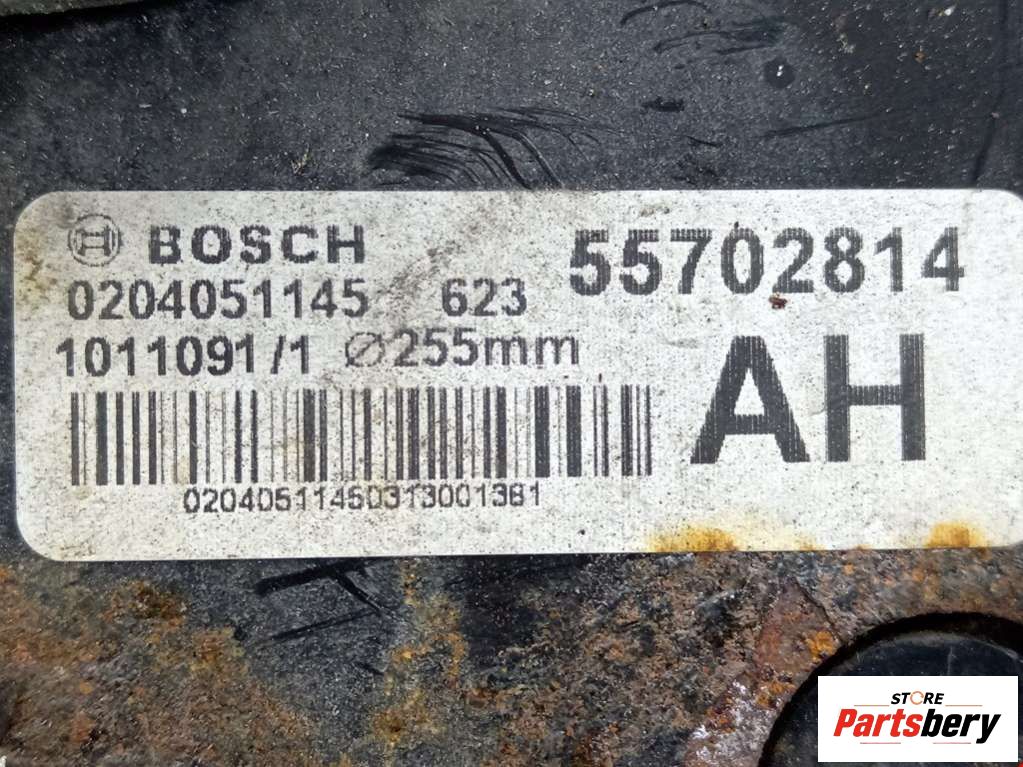 BOSCH 55702814
0204051145 623
1011091/1 Ø255mm AH
02040511450313001381
STORE
Partsbery